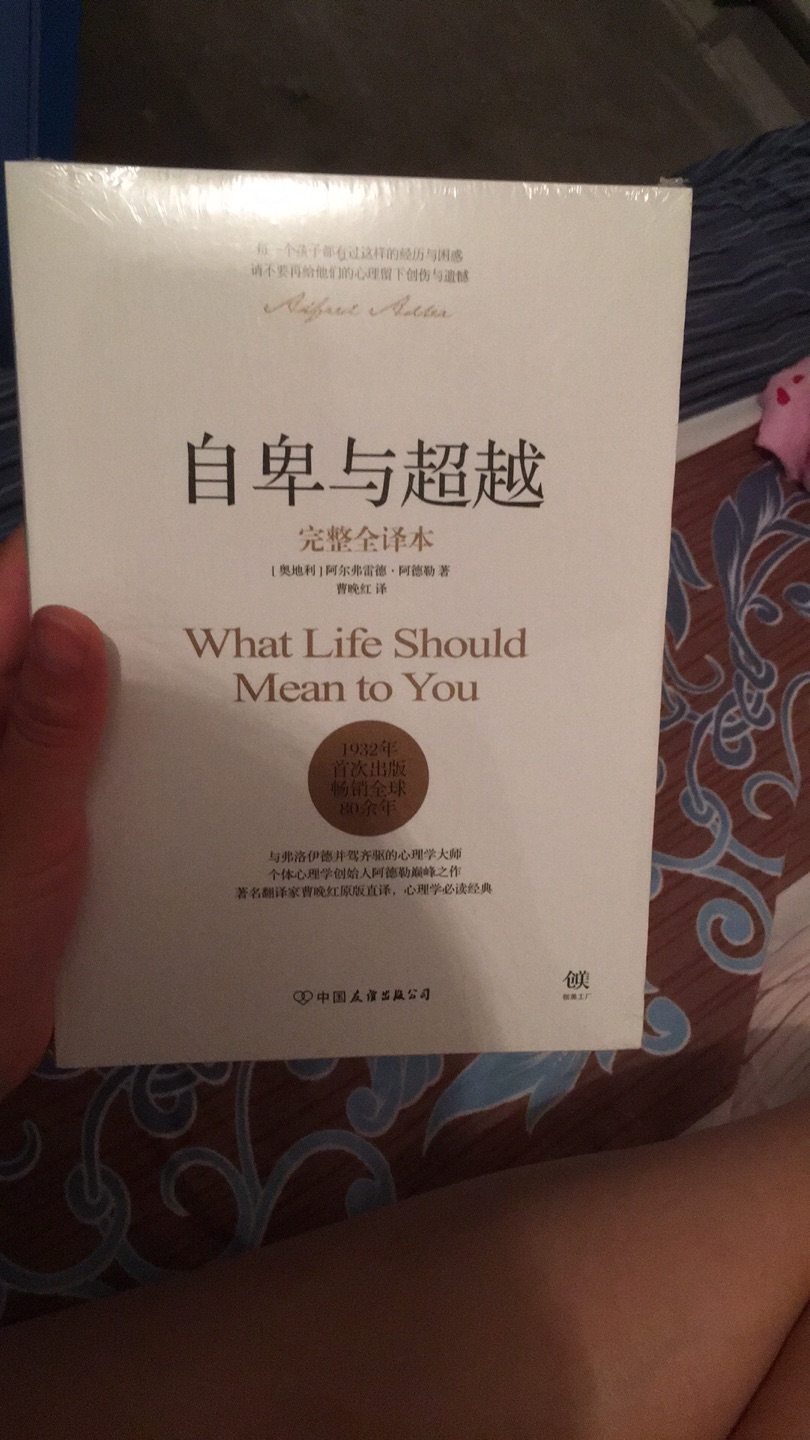 每一个孩子都有过这样的经历与困惑
请不要再给他们的心理留下创伤与遗憾
Alfred Adler
自卑与超越
完整全译本
[奥地利]阿尔弗雷德·阿德勒 著
曹晚红 译
What Life Should
Mean to You
1932年
首次出版
畅销全球
80余年
与弗洛伊德并驾齐驱的心理学大师
个体心理学创始人阿德勒巅峰之作
著名翻译家曹晚红原版直译，心理学必读经典
中国友谊出版公司
创美
创美工厂